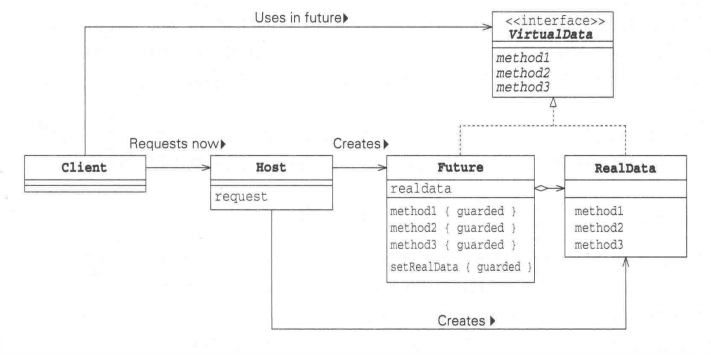 Uses in future▶
<<interface>>
VirtualData
method1
method2
method3
Requests now▶
Creates▶
Client
Host
request
Future
realdata
method1 { guarded }
method2 { guarded }
method3 { guarded }
setRealData { guarded }
RealData
method1
method2
method3
Creates ▶